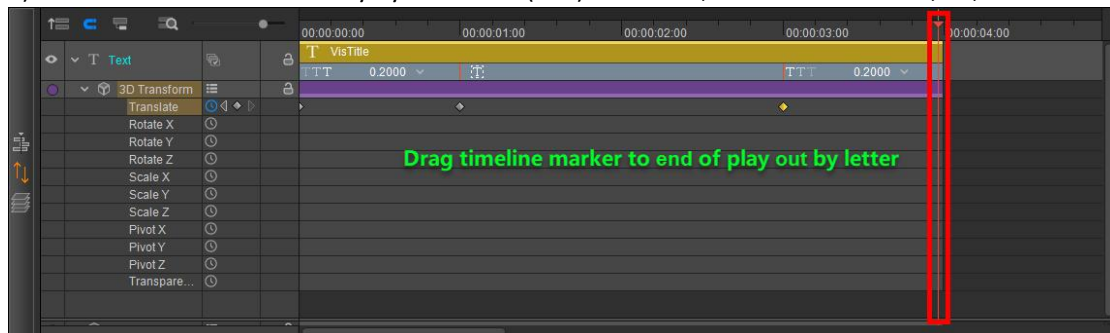 00:00:00:00 00:00:01:00 00:00:02:00 00:00:03:00 00:00:04:00
T VisTitle
T Text
TTT 0.2000 T TTT 0.2000
3D Transform
Translate
Rotate X
Rotate Y
Drag timeline marker to end of play out by letter
Rotate Z
Scale X
Scale Y
Scale Z
Pivot X
Pivot Y
Pivot Z
Transpare...